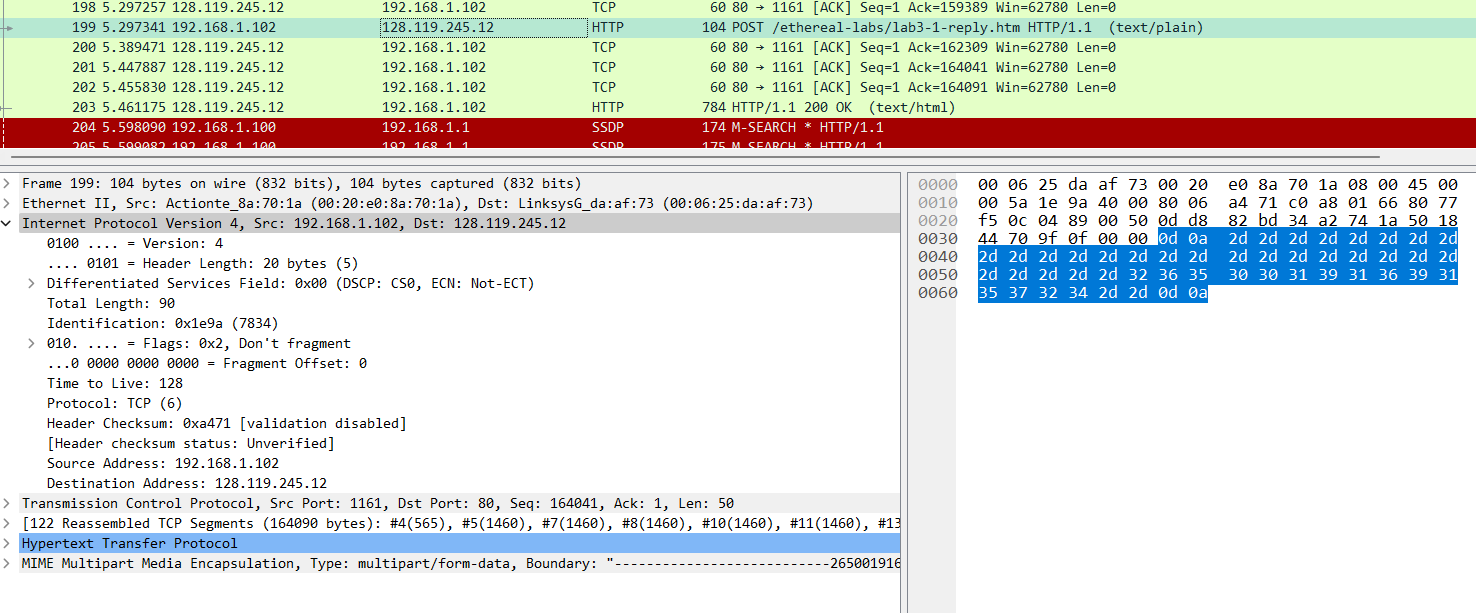 198 5.297257 128.119.245.12 192.168.1.102 TCP 60 80 → 1161 [ACK] Seq=1 Ack=159389 Win=62780 Len=0
199 5.297341 192.168.1.102 128.119.245.12 HTTP 104 POST /ethereal-labs/lab3-1-reply.htm HTTP/1.1 (text/plain)
200 5.389471 128.119.245.12 192.168.1.102 TCP 60 80 → 1161 [ACK] Seq=1 Ack=162309 Win=62780 Len=0
201 5.447887 128.119.245.12 192.168.1.102 TCP 60 80 → 1161 [ACK] Seq=1 Ack=164041 Win=62780 Len=0
202 5.455830 128.119.245.12 192.168.1.102 TCP 60 80 → 1161 [ACK] Seq=1 Ack=164091 Win=62780 Len=0
203 5.461175 128.119.245.12 192.168.1.102 HTTP 784 HTTP/1.1 200 OK (text/html)
204 5.598090 192.168.1.100 192.168.1.1 SSDP 174 M-SEARCH * HTTP/1.1
205 5.599082 192.168.1.100 192.168.1.1 SSDP 175 M-SEARCH * HTTP/1.1
Frame 199: 104 bytes on wire (832 bits), 104 bytes captured (832 bits)
Ethernet II, Src: Actionte_8a:70:1a (00:20:e0:8a:70:1a), Dst: LinksysG_da:af:73 (00:06:25:da:af:73)
Internet Protocol Version 4, Src: 192.168.1.102, Dst: 128.119.245.12
0100 .... = Version: 4
.... 0101 = Header Length: 20 bytes (5)
Differentiated Services Field: 0x00 (DSCP: CS0, ECN: Not-ECT)
Total Length: 90
Identification: 0x1e9a (7834)
010. .... = Flags: 0x2, Don't fragment
...0 0000 0000 0000 = Fragment Offset: 0
Time to Live: 128
Protocol: TCP (6)
Header Checksum: 0xa471 [validation disabled]
[Header checksum status: Unverified]
Source Address: 192.168.1.102
Destination Address: 128.119.245.12
Transmission Control Protocol, Src Port: 1161, Dst Port: 80, Seq: 164041, Ack: 1, Len: 50
[122 Reassembled TCP Segments (164090 bytes): #4(565), #5(1460), #7(1460), #8(1460), #10(1460), #11(1460), #13
Hypertext Transfer Protocol
MIME Multipart Media Encapsulation, Type: multipart/form-data, Boundary: "---------------------------265001916
0000 00 06 25 da af 73 00 20 e0 8a 70 1a 08 00 45 00
0010 00 5a 1e 9a 40 00 80 06 a4 71 c0 a8 01 66 80 77
0020 f5 0c 04 89 00 50 0d d8 82 bd 34 a2 74 1a 50 18
0030 44 70 9f 0f 00 00 0d 0a 2d 2d 2d 2d 2d 2d 2d 2d
0040 2d 2d 2d 2d 2d 2d 2d 2d 2d 2d 2d 2d 2d 2d 2d 2d
0050 2d 2d 2d 2d 2d 32 36 35 30 30 31 39 31 36 39 31
0060 35 37 32 34 2d 2d 0d 0a